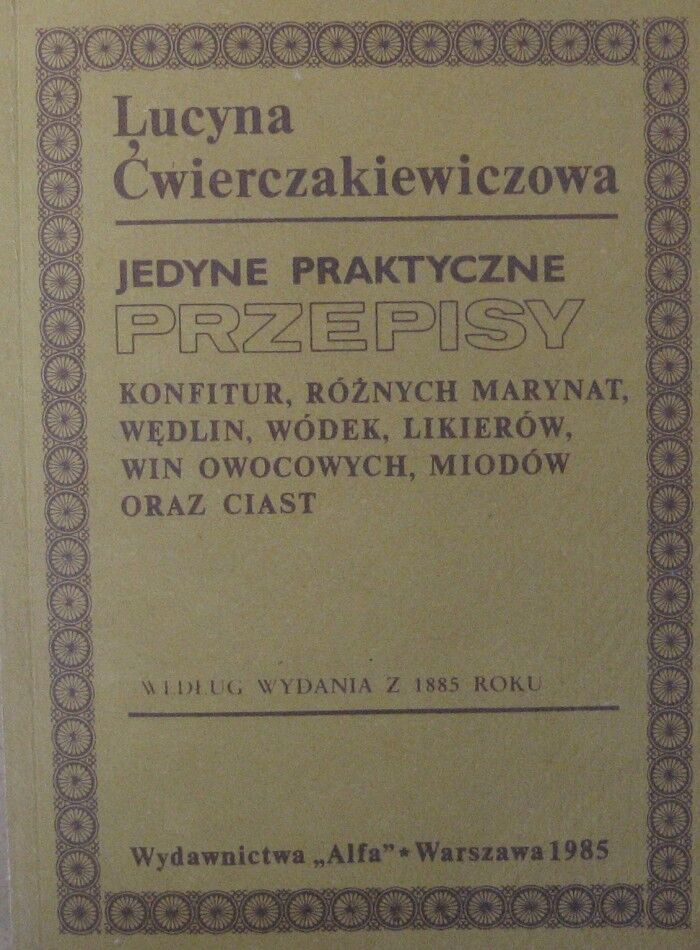 Lucyna
Ćwierczakiewiczowa
JEDYNE PRAKTYCZNE
PRZEPISY
KONFITUR, RÓŻNYCH MARYNAT,
WĘDLIN, WÓDEK, LIKIERÓW,
WIN OWOCOWYCH, MIODÓW
ORAZ CIAST
WEDŁUG WYDANIA Z 1885 ROKU
Wydawnictwa „Alfa” * Warszawa 1985